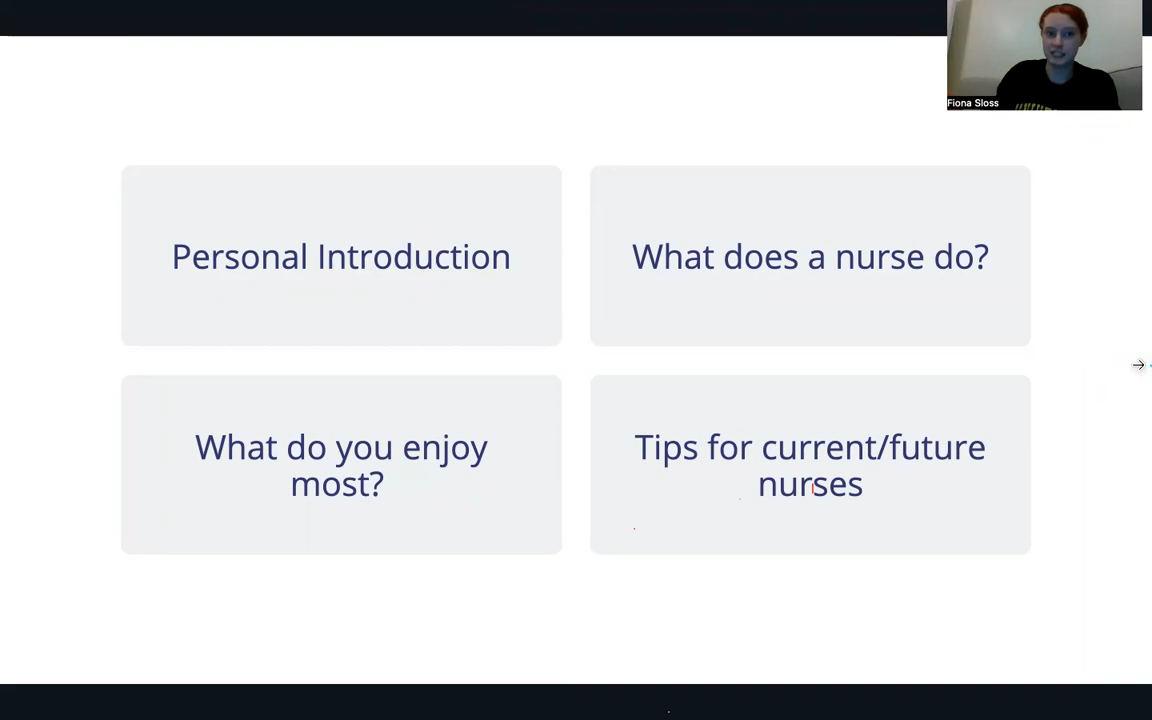 Fiona Sloss
Personal Introduction
What does a nurse do?
What do you enjoy
most?
Tips for current/future
nurses